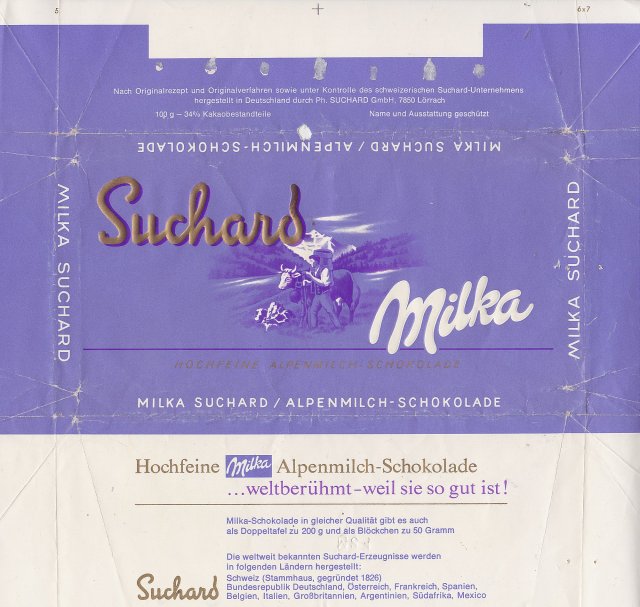 5
6x7
Nach Originalrezept und Originalverfahren sowie unter Kontrolle des schweizerischen Suchard-Unternehmens
hergestellt in Deutschland durch Ph. SUCHARD GmbH, 7850 Lörrach
100 g – 34% Kakaobestandteile Name und Ausstattung geschützt
MILKA SUCHARD / ALPENMILCH-SCHOKOLADE
MILKA SUCHARD
Suchard
Milka
MILKA SUCHARD
HOCHFEINE ALPENMILCH-SCHOKOLADE
MILKA SUCHARD / ALPENMILCH-SCHOKOLADE
Hochfeine Milka Alpenmilch-Schokolade
...weltberühmt–weil sie so gut ist!
Milka-Schokolade in gleicher Qualität gibt es auch
als Doppeltafel zu 200 g und als Blöckchen zu 50 Gramm
Die weltweit bekannten Suchard-Erzeugnisse werden
in folgenden Ländern hergestellt:
Suchard
Schweiz (Stammhaus, gegründet 1826)
Bundesrepublik Deutschland, Österreich, Frankreich, Spanien,
Belgien, Italien, Großbritannien, Argentinien, Südafrika, Mexico